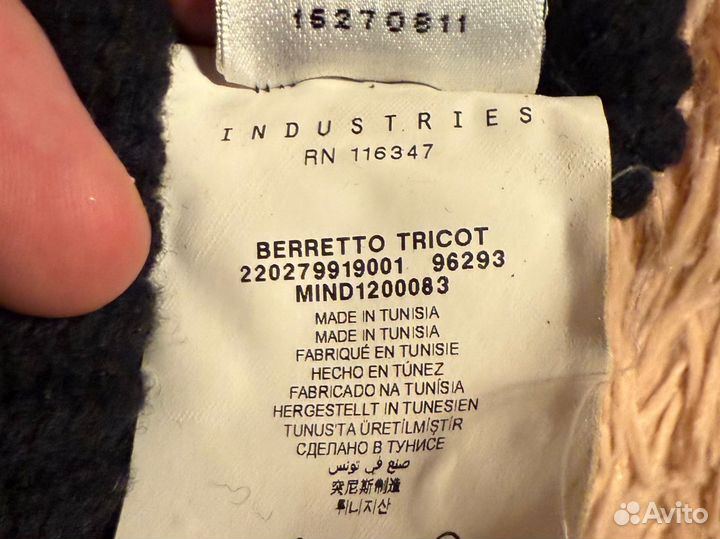 15270811
INDUSTRIES
RN 116347
BERRETTO TRICOT
220279919001 96293
MIND1200083
MADE IN TUNISIA
MADE IN TUNISIA
FABRIQUÉ EN TUNISIE
HECHO EN TÚNEZ
FABRICADO NA TUNÍSIA
HERGESTELLT IN TUNESIEN
TUNUS'TA ÜRETİLMİŞTİR
СДЕЛАНО В ТУНИСЕ
صنع في تونس
突尼斯制造
튀니지산
Avito